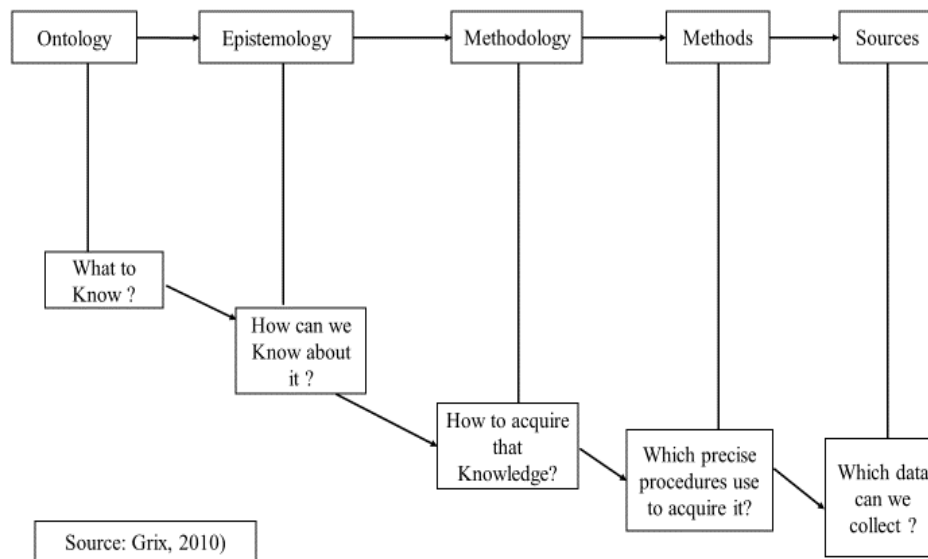 Ontology
Epistemology
Methodology
Methods
Sources
What to
Know ?
How can we
Know about
it ?
How to acquire
that
Knowledge?
Which precise
procedures use
to acquire it?
Which data
can we
collect ?
Source: Grix, 2010)